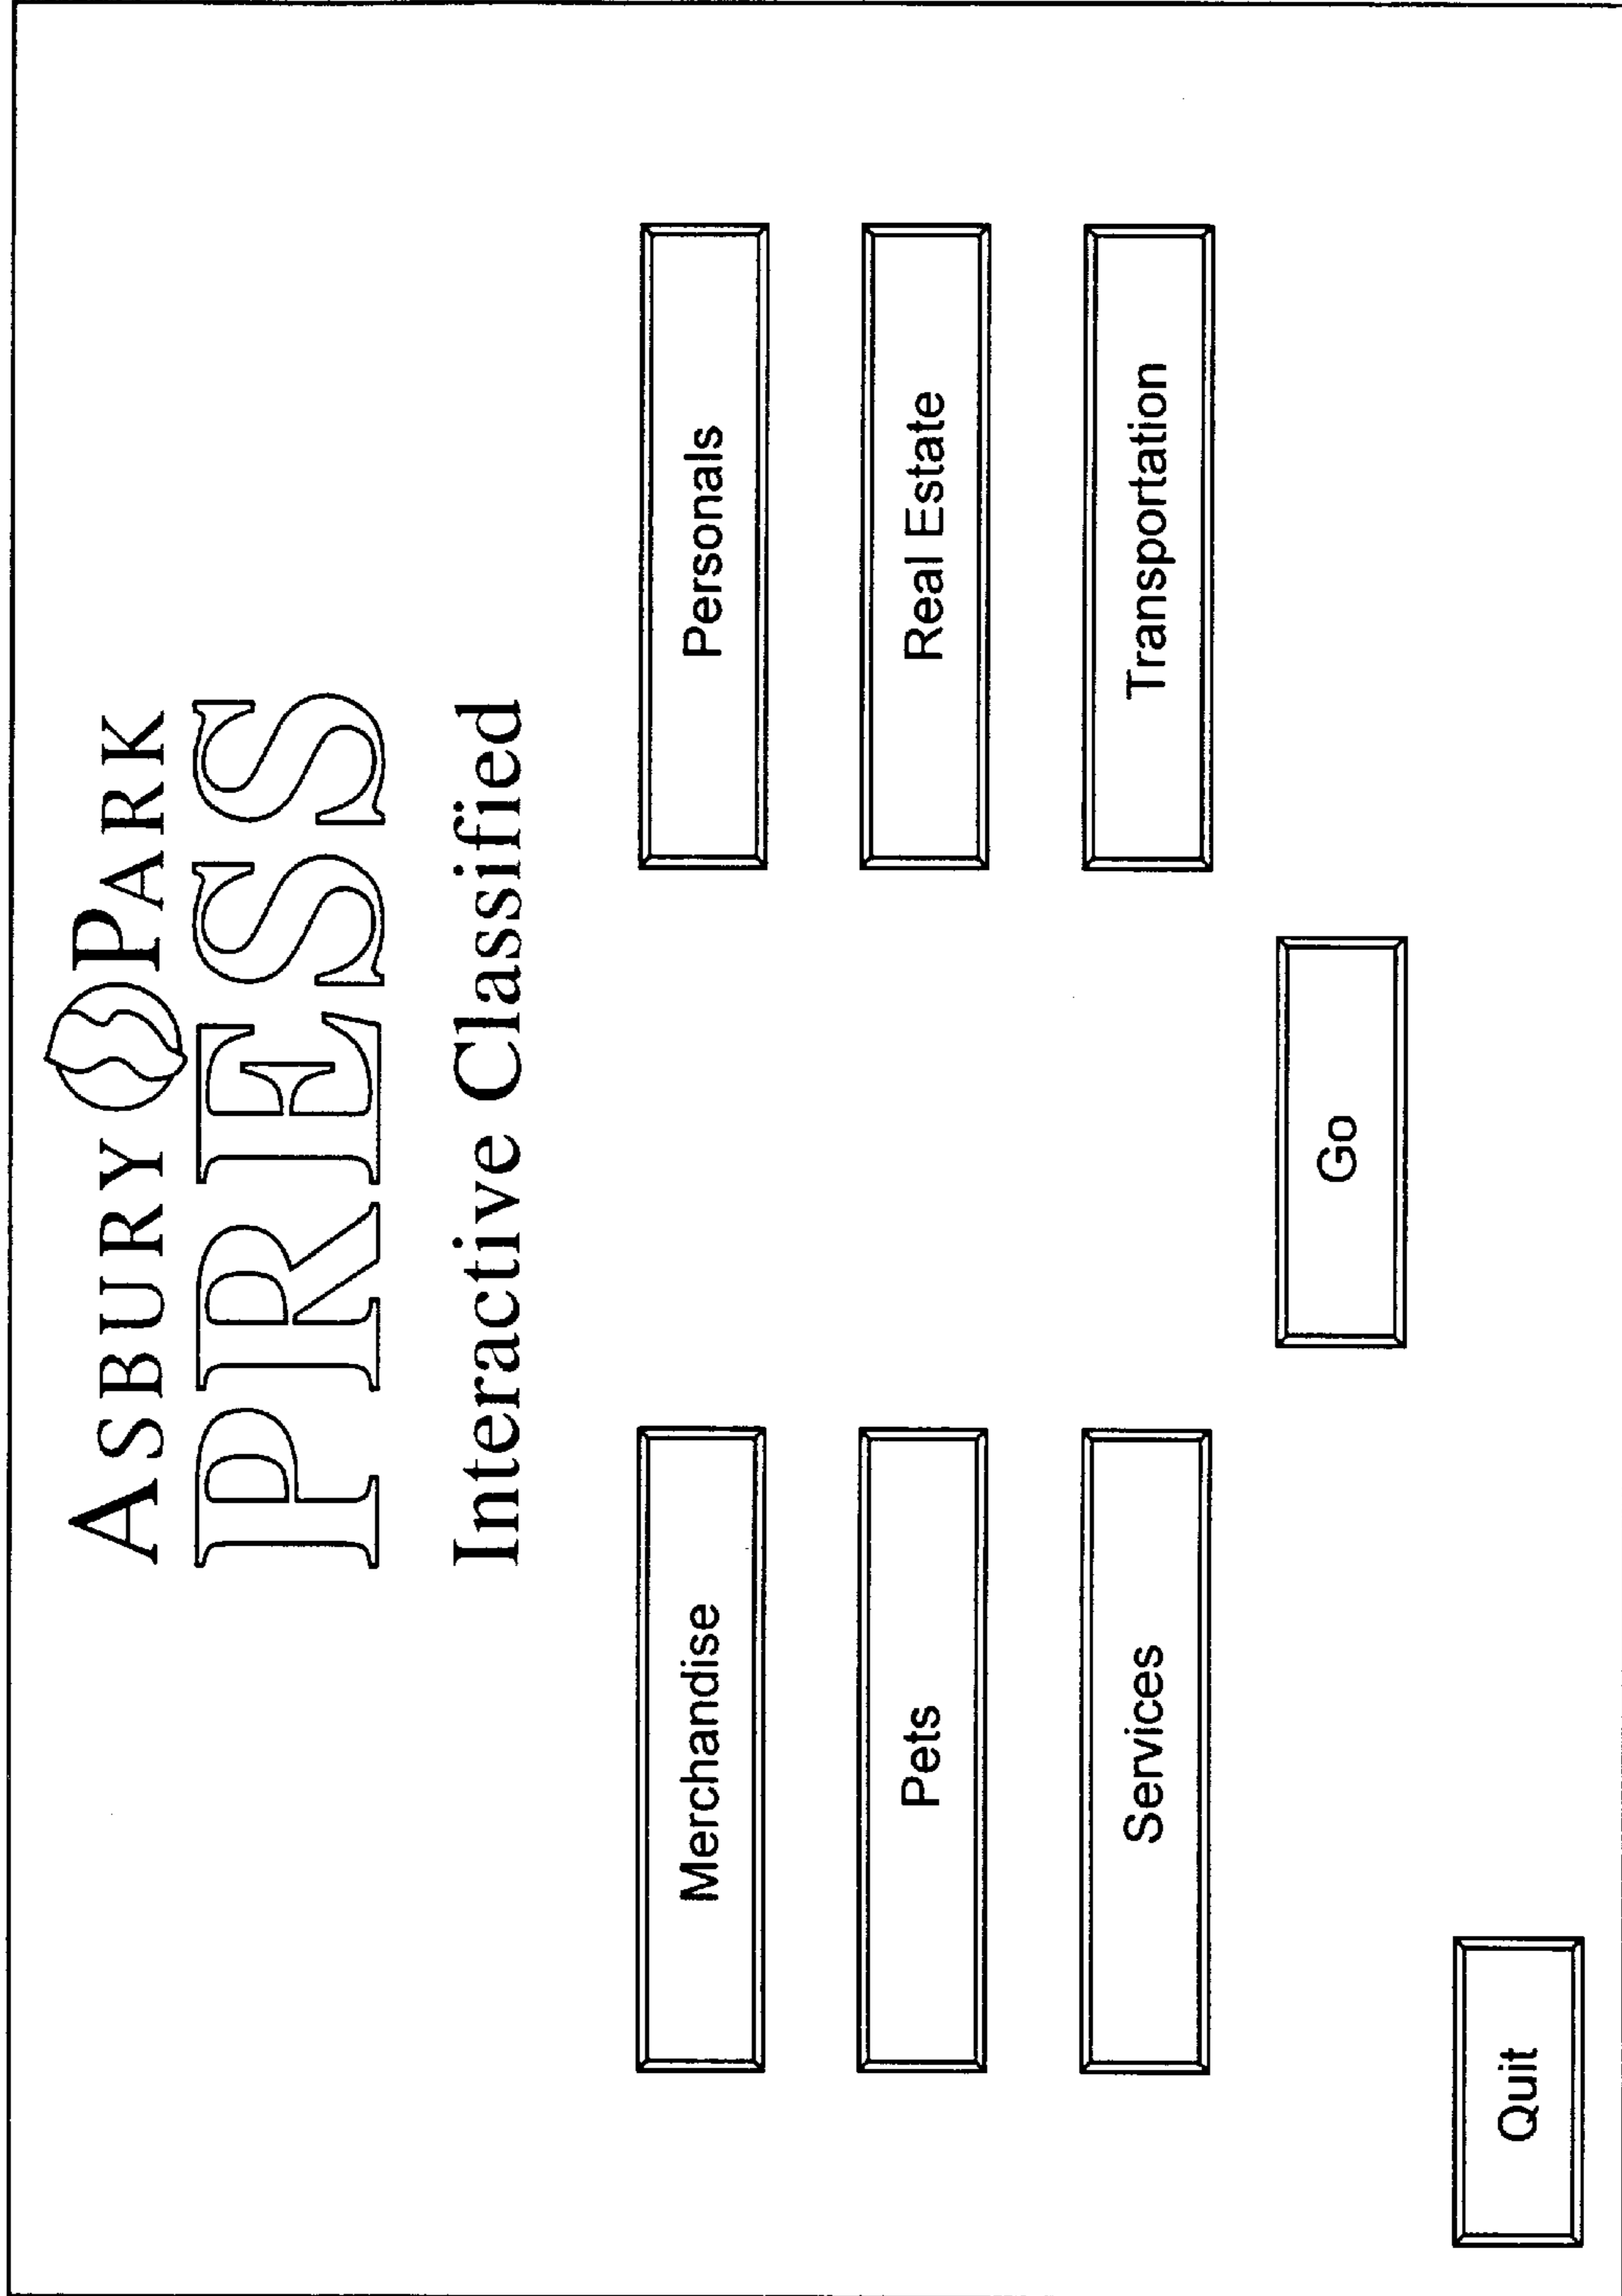 ASBURY PARK
PRESS
Interactive Classified
Merchandise
Personals
Pets
Real Estate
Services
Transportation
Go
Quit